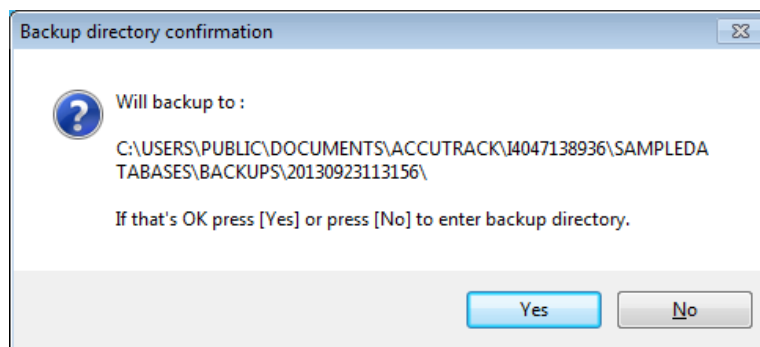 Backup directory confirmation
Will backup to :
C:\USERS\PUBLIC\DOCUMENTS\ACCUTRACK\I4047138936\SAMPLEDA
TABASES\BACKUPS\20130923113156\
If that's OK press [Yes] or press [No] to enter backup directory.
Yes
No